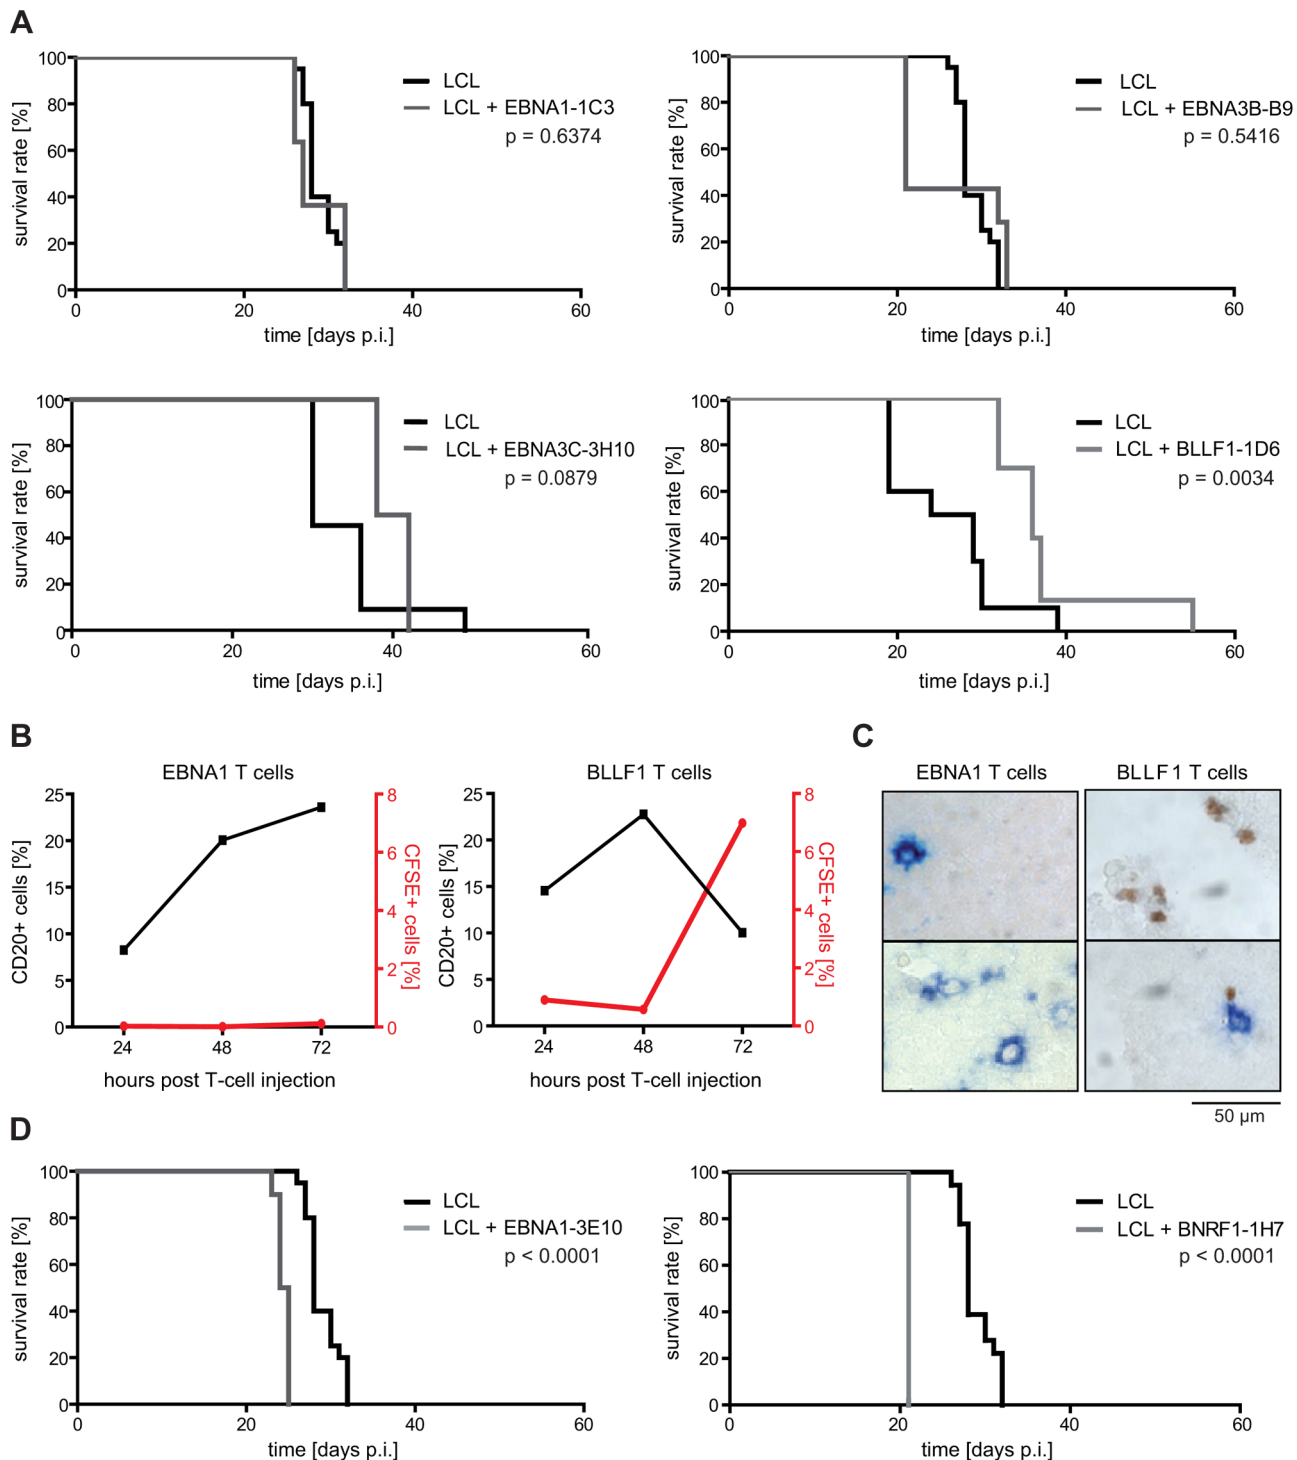 A
100
80
60
40
20
0
0 20 40 60
survival rate [%]
time [days p.i.]
LCL
LCL + EBNA1-1C3
p = 0.6374
100
80
60
40
20
0
0 20 40 60
survival rate [%]
time [days p.i.]
LCL
LCL + EBNA3B-B9
p = 0.5416
100
80
60
40
20
0
0 20 40 60
survival rate [%]
time [days p.i.]
LCL
LCL + EBNA3C-3H10
p = 0.0879
100
80
60
40
20
0
0 20 40 60
survival rate [%]
time [days p.i.]
LCL
LCL + BLLF1-1D6
p = 0.0034
B
EBNA1 T cells
25
20
15
10
5
0
CD20+ cells [%]
8
6
4
2
0
CFSE+ cells [%]
24 48 72
hours post T-cell injection
BLLF1 T cells
25
20
15
10
5
0
CD20+ cells [%]
8
6
4
2
0
CFSE+ cells [%]
24 48 72
hours post T-cell injection
C
EBNA1 T cells
BLLF1 T cells
50 µm
D
100
80
60
40
20
0
0 20 40 60
survival rate [%]
time [days p.i.]
LCL
LCL + EBNA1-3E10
p < 0.0001
100
80
60
40
20
0
0 20 40 60
survival rate [%]
time [days p.i.]
LCL
LCL + BNRF1-1H7
p < 0.0001